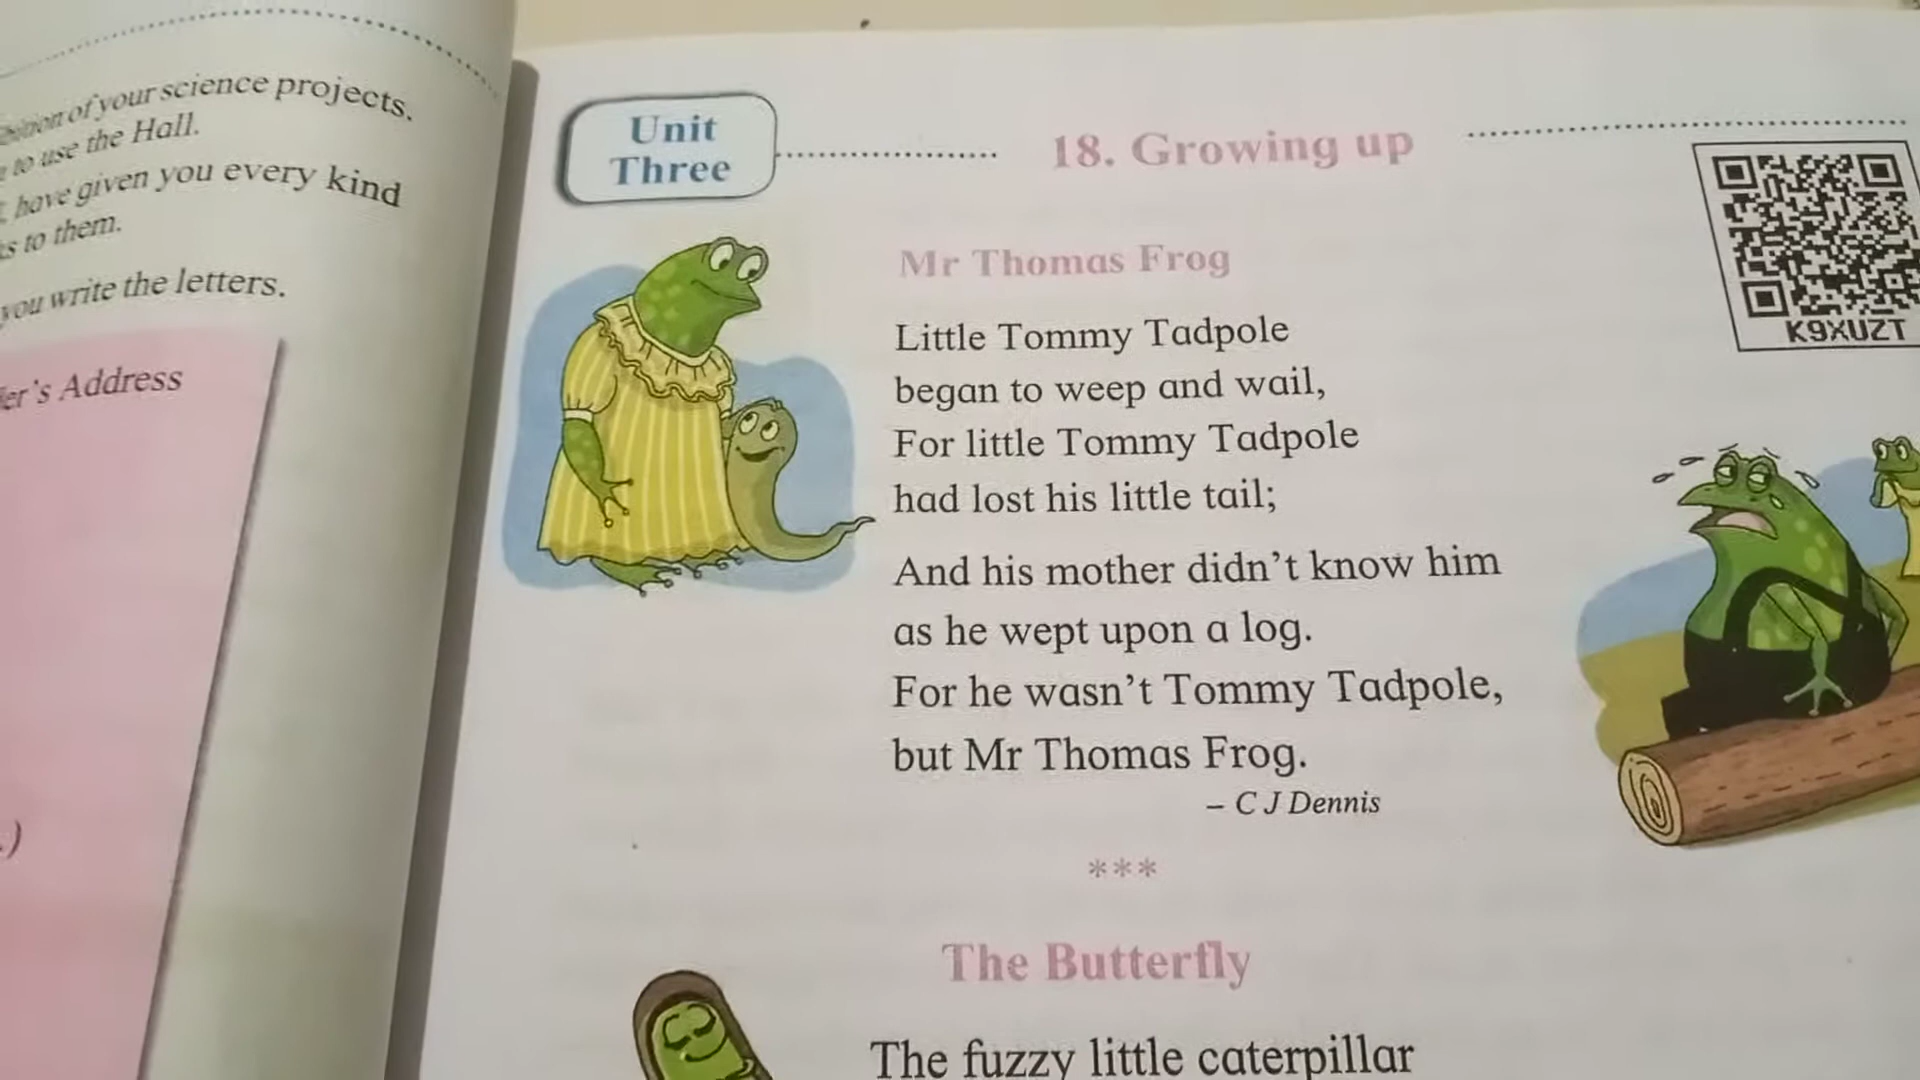 of your science projects.
to use the Hall.
have given you every kind
to them.
you write the letters.
Address
Unit
Three
18. Growing up
K9XUZT
Mr Thomas Frog
Little Tommy Tadpole
began to weep and wail,
For little Tommy Tadpole
had lost his little tail;
And his mother didn't know him
as he wept upon a log.
For he wasn't Tommy Tadpole,
but Mr Thomas Frog.
– C J Dennis
***
The Butterfly
The fuzzy little caterpillar